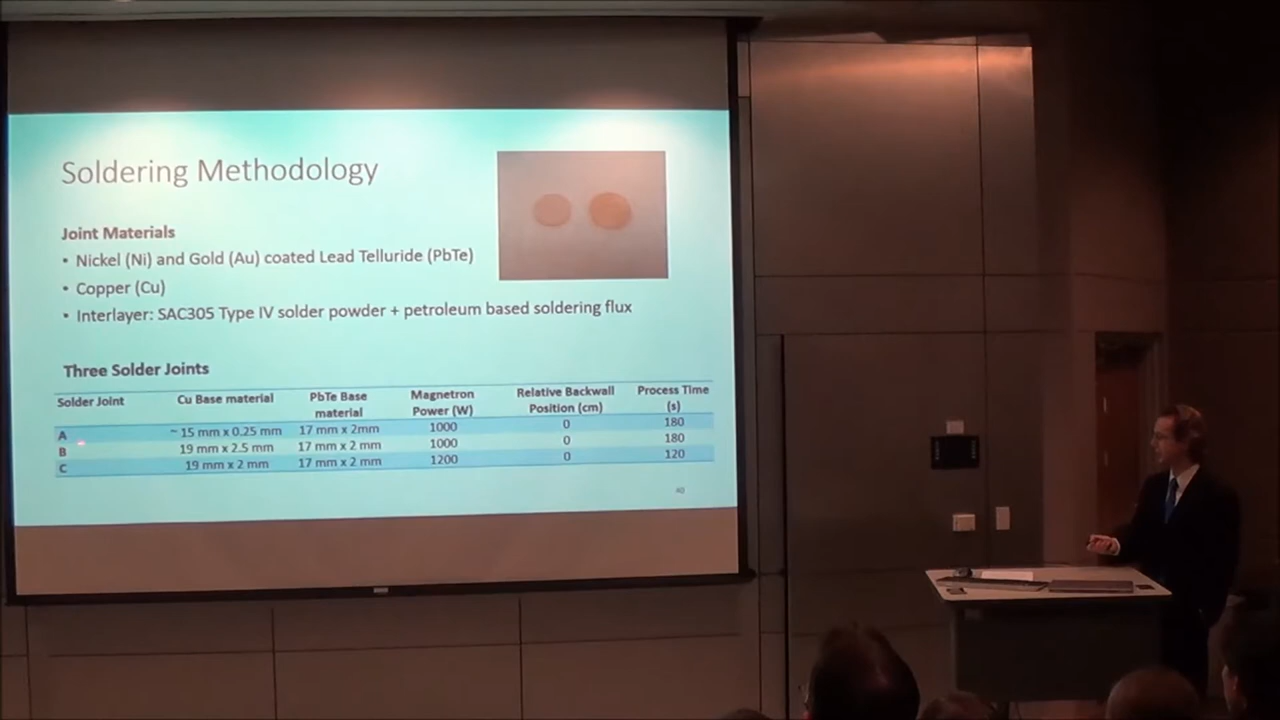 Soldering Methodology
Joint Materials
• Nickel (Ni) and Gold (Au) coated Lead Telluride (PbTe)
• Copper (Cu)
• Interlayer: SAC305 Type IV solder powder + petroleum based soldering flux
Three Solder Joints
Solder Joint Cu Base material PbTe Base material Magnetron Power (W) Relative Backwall Position (cm) Process Time (s)
A ~ 15 mm x 0.25 mm 17 mm x 2mm 1000 0 180
B 19 mm x 2.5 mm 17 mm x 2 mm 1000 0 180
C 19 mm x 2 mm 17 mm x 2 mm 1200 0 120
40